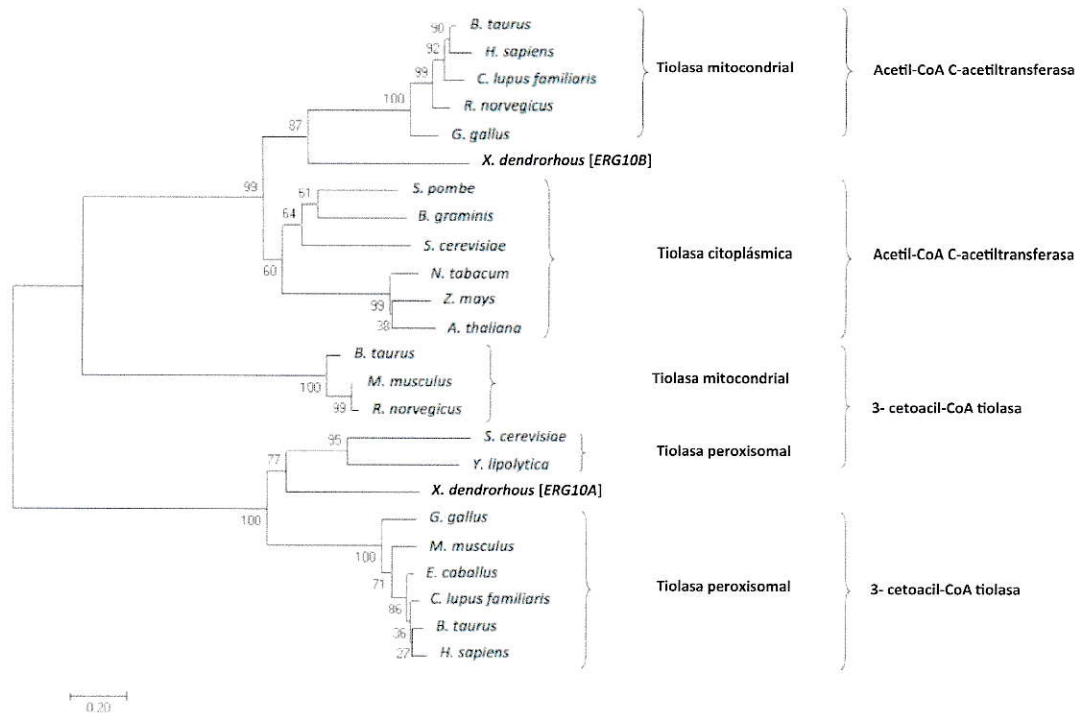 B. taurus
90
H. sapiens
92
C. lupus familiaris
Tiolasa mitocondrial
Acetil-CoA C-acetiltransferasa
99
R. norvegicus
100
G. gallus
87
X. dendrorhous [ERG10B]
99
S. pombe
61
B. graminis
64
S. cerevisiae
Tiolasa citoplásmica
Acetil-CoA C-acetiltransferasa
60
N. tabacum
Z. mays
99
A. thaliana
38
B. taurus
M. musculus
Tiolasa mitocondrial
100
R. norvegicus
99
3- cetoacil-CoA tiolasa
S. cerevisiae
95
Tiolasa peroxisomal
Y. lipolytica
77
X. dendrorhous [ERG10A]
100
G. gallus
M. musculus
100
E. caballus
71
Tiolasa peroxisomal
3- cetoacil-CoA tiolasa
C. lupus familiaris
86
B. taurus
36
H. sapiens
27
0.20